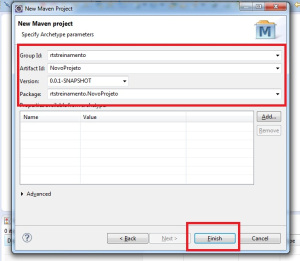 New Maven Project
New Maven project
Specify Archetype parameters
Group Id: rtstreinamento
Artifact Id: NovoProjeto
Version: 0.0.1-SNAPSHOT
Package: rtstreinamento.NovoProjeto
Properties available from archetype:
Name Value
Add...
Remove
Advanced
< Back Next > Finish Cancel